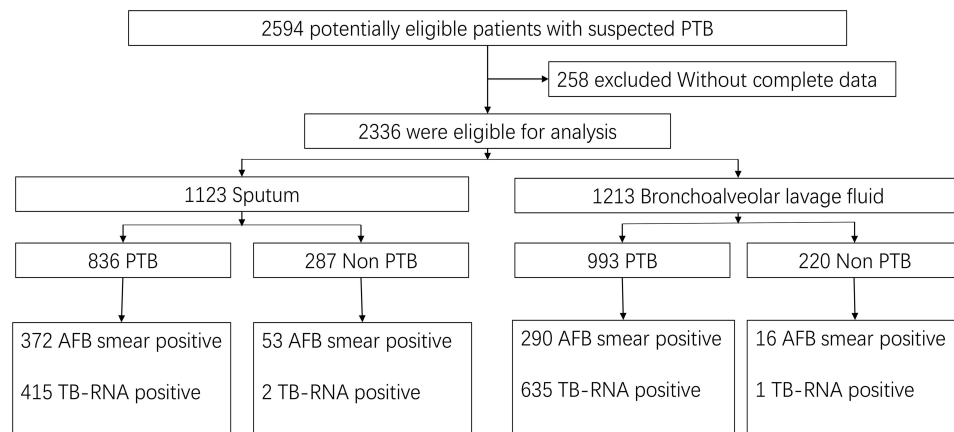 2594 potentially eligible patients with suspected PTB
258 excluded Without complete data
2336 were eligible for analysis
1123 Sputum
1213 Bronchoalveolar lavage fluid
836 PTB
287 Non PTB
993 PTB
220 Non PTB
372 AFB smear positive
415 TB-RNA positive
53 AFB smear positive
2 TB-RNA positive
290 AFB smear positive
635 TB-RNA positive
16 AFB smear positive
1 TB-RNA positive